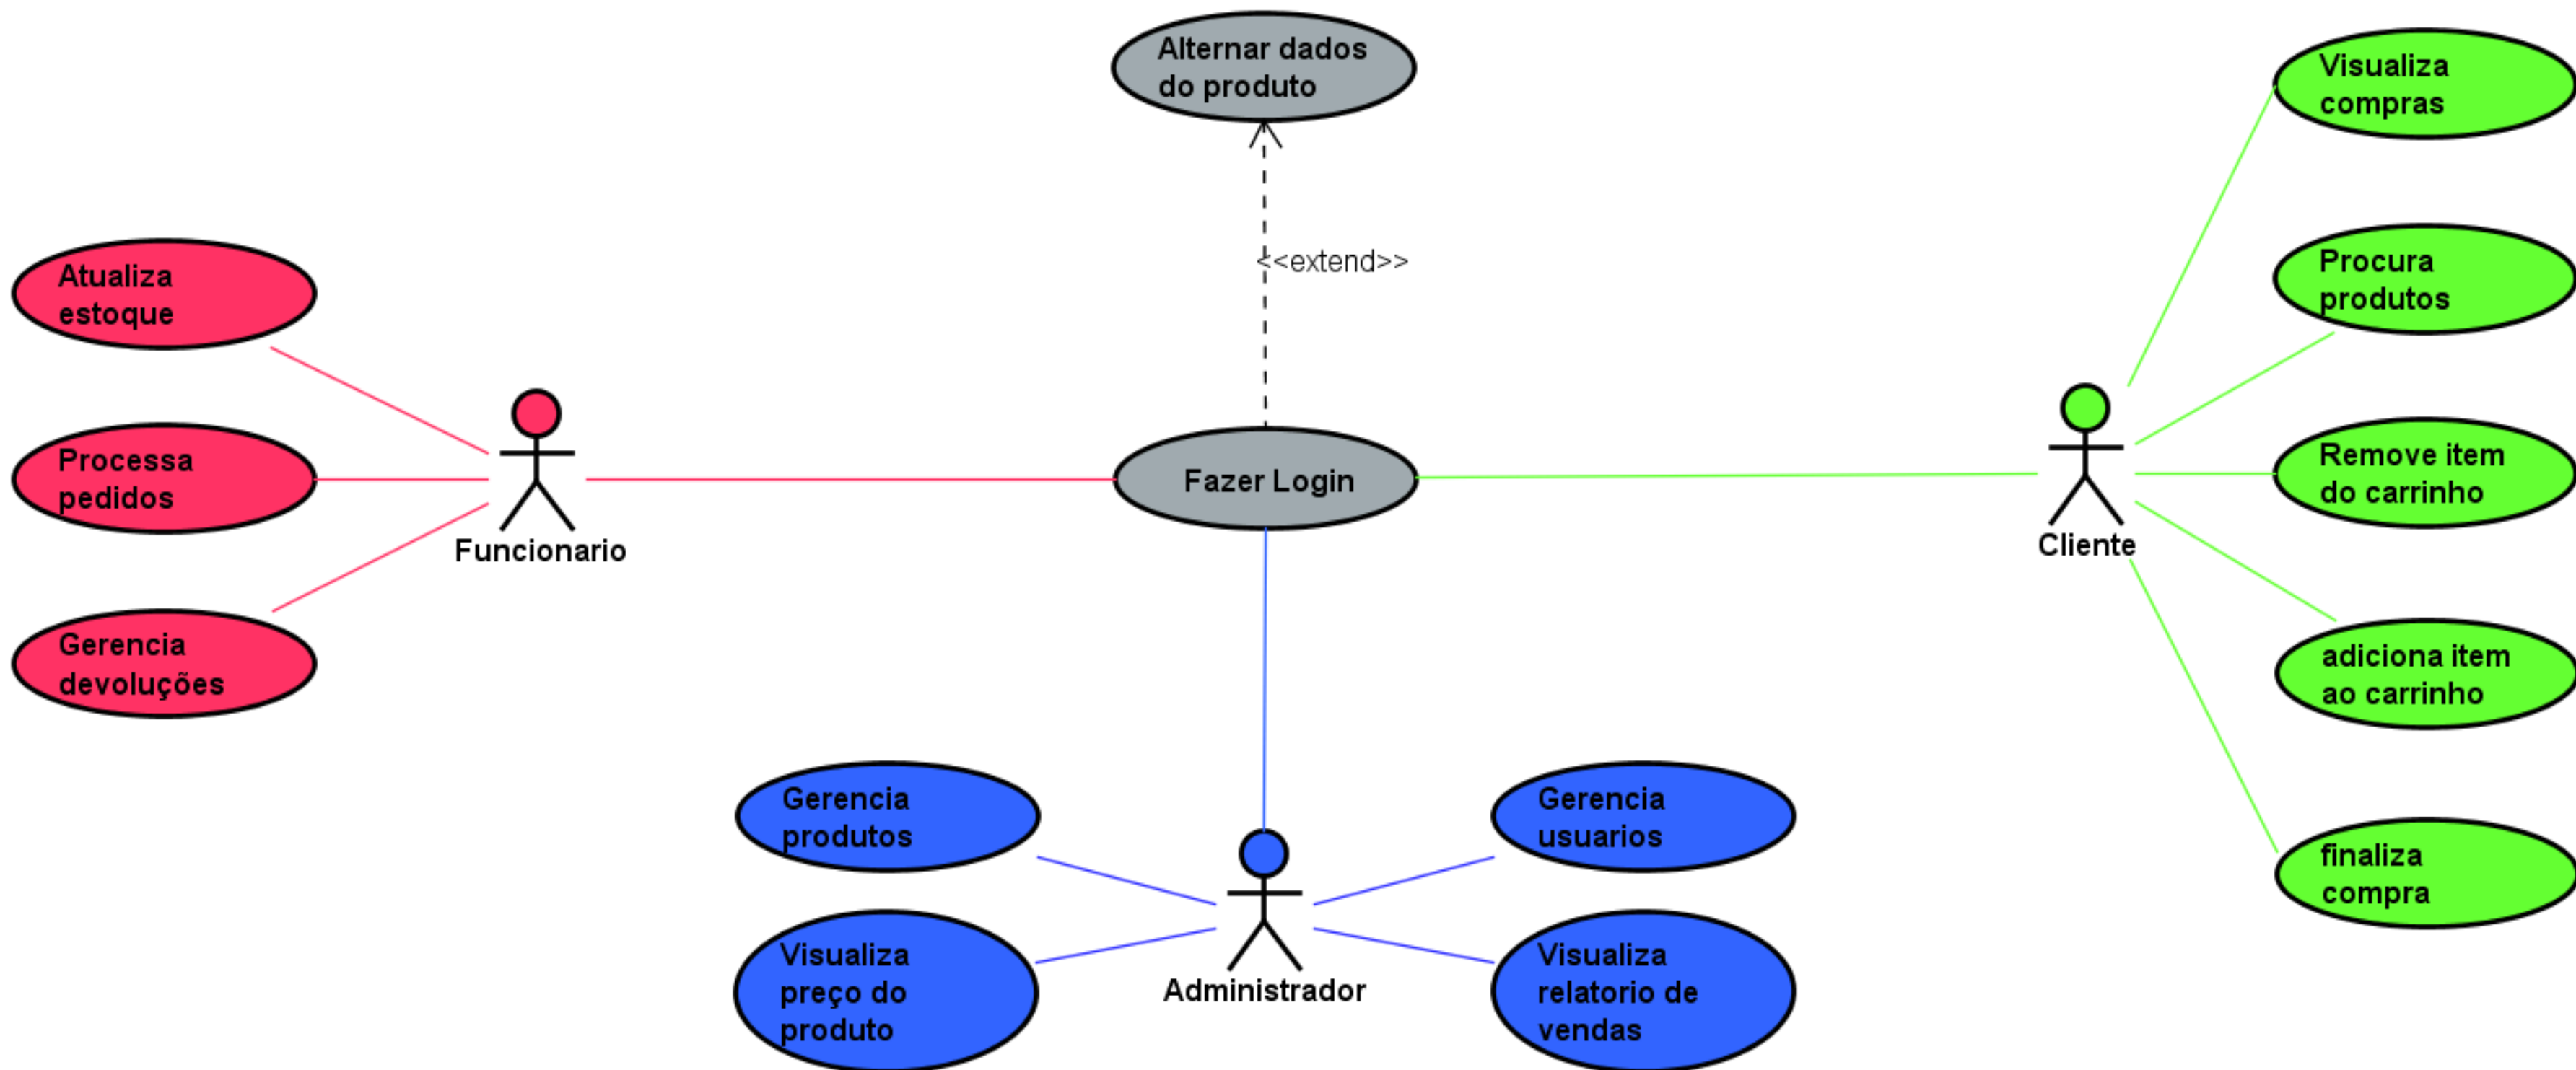 Alternar dados
do produto
<<extend>>
Fazer Login
Atualiza
estoque
Processa
pedidos
Gerencia
devoluções
Funcionario
Visualiza
compras
Procura
produtos
Remove item
do carrinho
adiciona item
ao carrinho
finaliza
compra
Cliente
Gerencia
produtos
Visualiza
preço do
produto
Gerencia
usuarios
Visualiza
relatorio de
vendas
Administrador